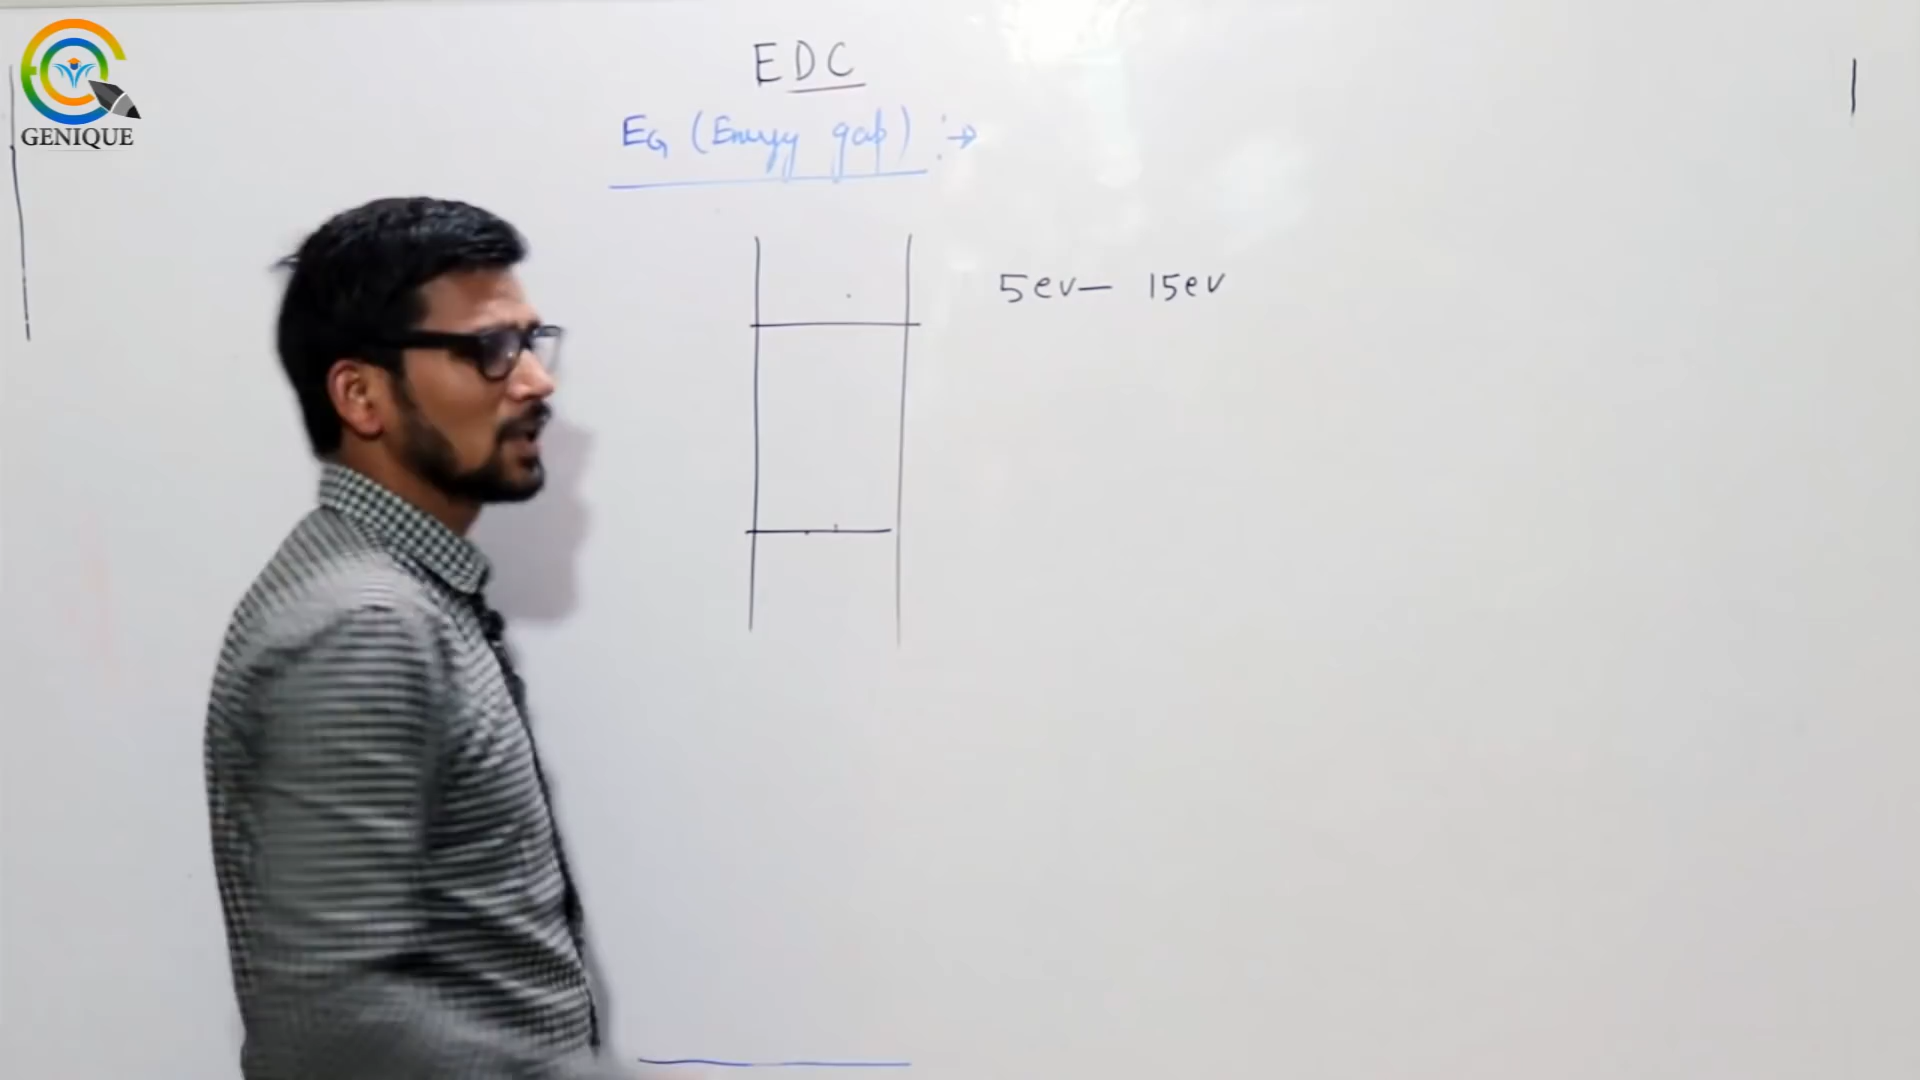 GENIQUE
EDC
EG (Energy gap) :→
5ev— 15ev